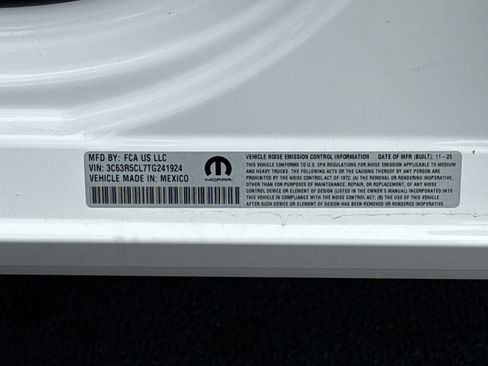 MFD BY: FCA US LLC
VIN: 3C63R5CL7TG241924
VEHICLE MADE IN: MEXICO
MOPAR
VEHICLE NOISE EMISSION CONTROL INFORMATION DATE OF MFR (BUILT): 11-25
THIS VEHICLE CONFORMS TO U.S. EPA REGULATIONS FOR NOISE EMISSION APPLICABLE TO MEDIUM
AND HEAVY TRUCKS. THE FOLLOWING ACTS OR THE CAUSING THEREOF BY ANY PERSON
ARE PROHIBITED BY THE NOISE CONTROL ACT OF 1972: (A) THE REMOVAL OR RENDERING INOPERATIVE,
OTHER THAN FOR PURPOSES OF MAINTENANCE, REPAIR, OR REPLACEMENT, OF ANY NOISE
CONTROL DEVICE OR ELEMENT OF DESIGN (LISTED IN THE OWNER'S MANUAL) INCORPORATED
INTO THIS VEHICLE IN COMPLIANCE WITH THE NOISE CONTROL ACT; (B) THE USE OF THIS VEHICLE
AFTER SUCH DEVICE OR ELEMENT OF DESIGN HAS BEEN REMOVED OR RENDERED INOPERATIVE.